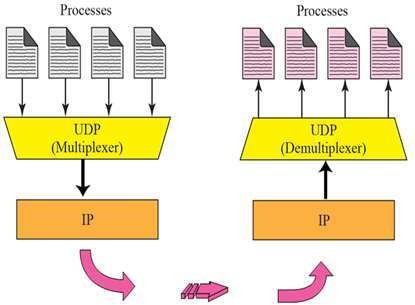 Processes
Processes
UDP
(Multiplexer)
UDP
(Demultiplexer)
IP
IP